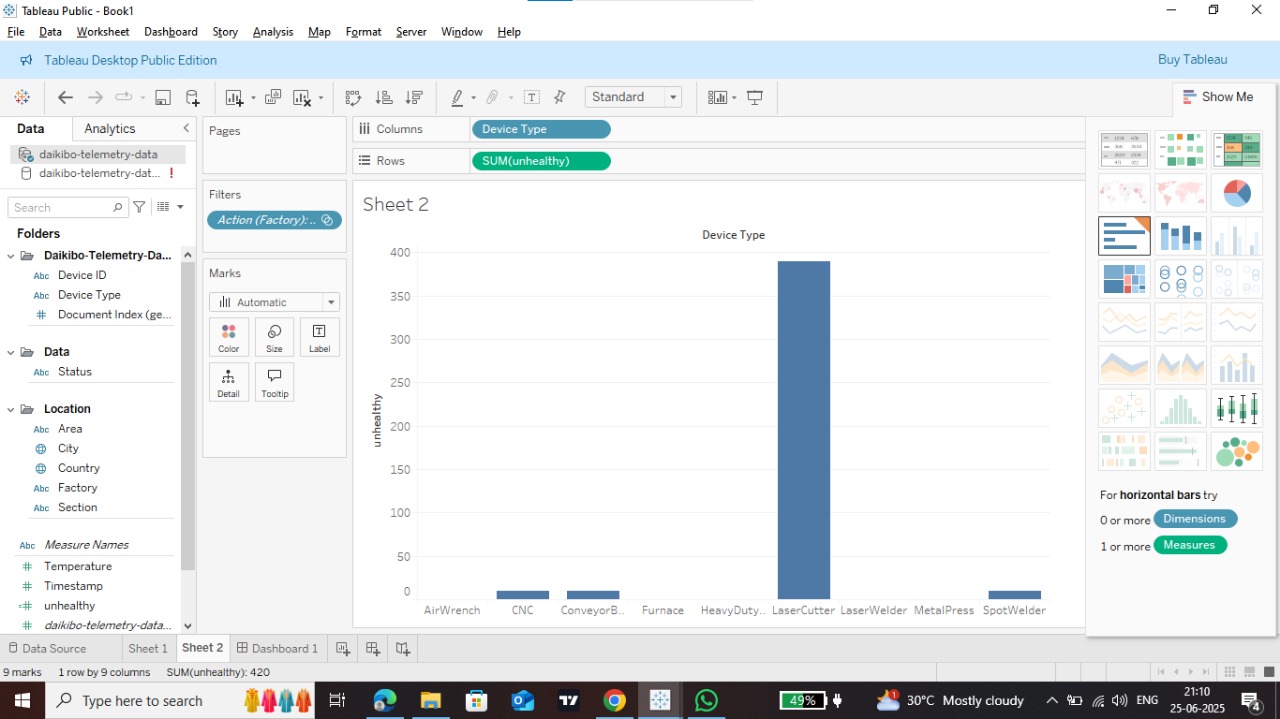 Tableau Public - Book1
File Data Worksheet Dashboard Story Analysis Map Format Server Window Help
Tableau Desktop Public Edition
Buy Tableau
Standard
Show Me
Data Analytics
daikibo-telemetry-data
daikibo-telemetry-dat... !
Search
Folders
Daikibo-Telemetry-Da...
Abc Device ID
Abc Device Type
# Document Index (ge...
Data
Abc Status
Location
Abc Area
City
Country
Abc Factory
Abc Section
Abc Measure Names
# Temperature
# Timestamp
=# unhealthy
# daikibo-telemetry-data...
Pages
Filters
Action (Factory): ..
Marks
Automatic
Color Size Label
Detail Tooltip
Columns Device Type
Rows SUM(unhealthy)
Sheet 2
Device Type
unhealthy
400
350
300
250
200
150
100
50
0
AirWrench CNC ConveyorB.. Furnace HeavyDuty.. LaserCutter LaserWelder MetalPress SpotWelder
For horizontal bars try
0 or more Dimensions
1 or more Measures
Data Source Sheet 1 Sheet 2 Dashboard 1
9 marks 1 row by 9 columns SUM(unhealthy): 420
Type here to search
49%
1
30°C Mostly cloudy
ENG
21:10
25-06-2025
4